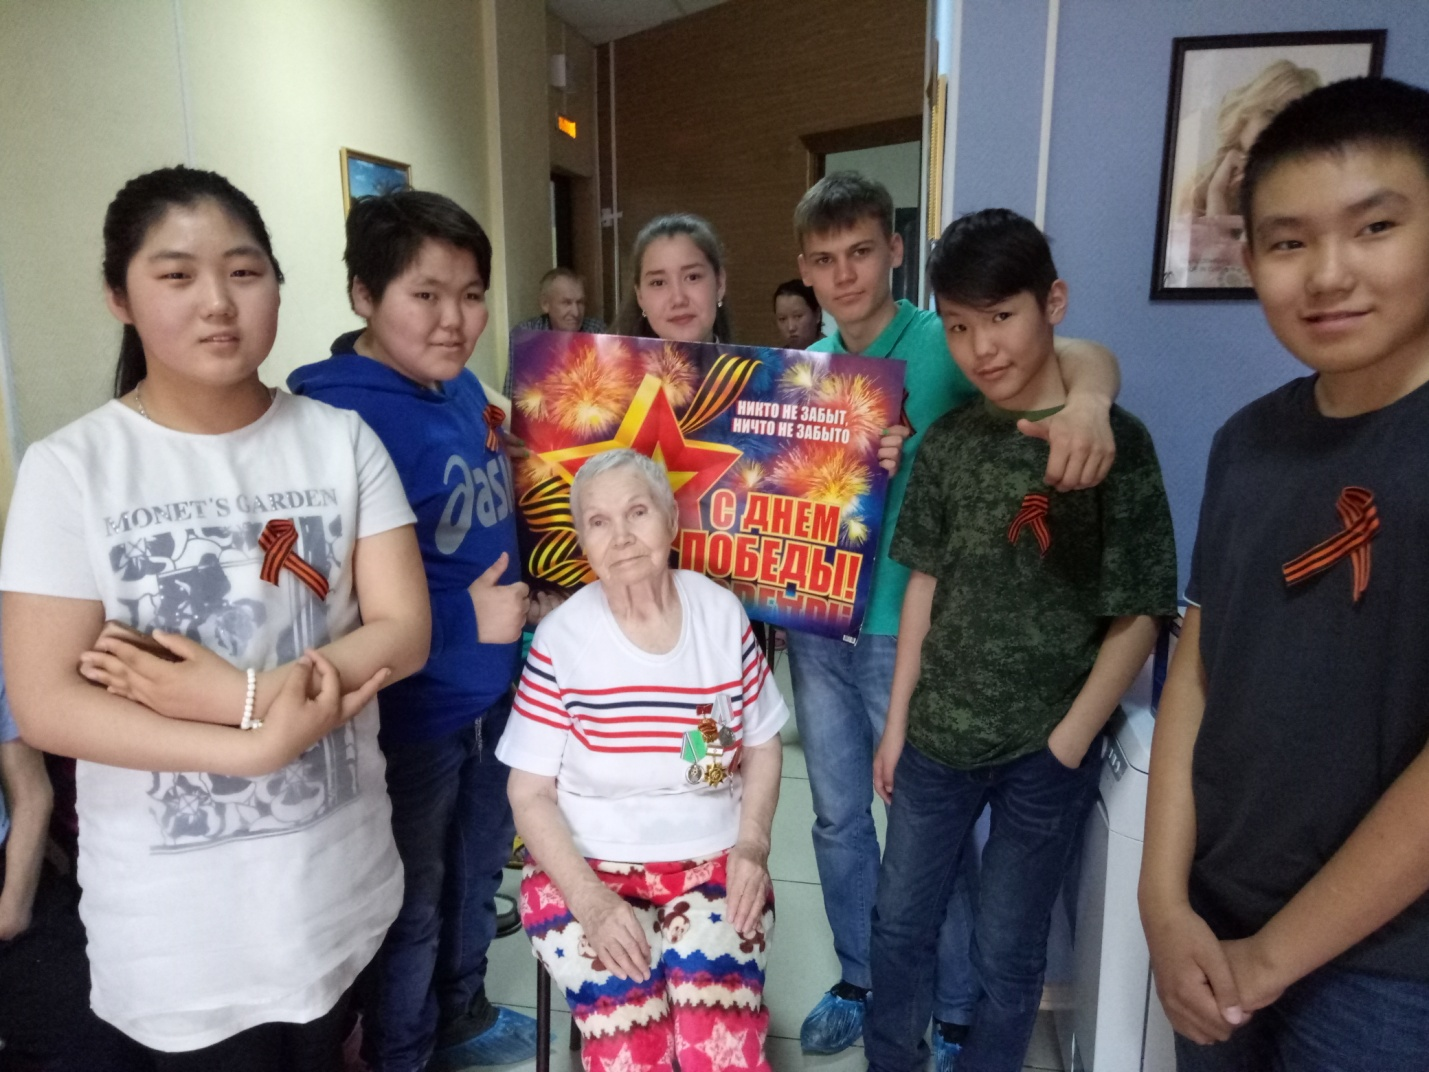 НИКТО НЕ ЗАБЫТ,
НИЧТО НЕ ЗАБЫТО
С ДНЕМ
ПОБЕДЫ!
MONET'S GARDEN
asi